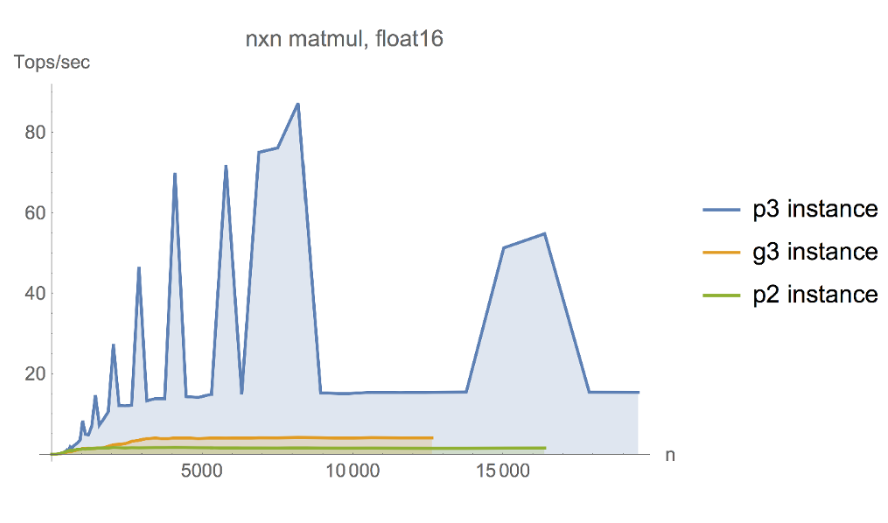 nxn matmul, float16
Tops/sec
80
60
40
20
5000 10000 15000 n
p3 instance
g3 instance
p2 instance